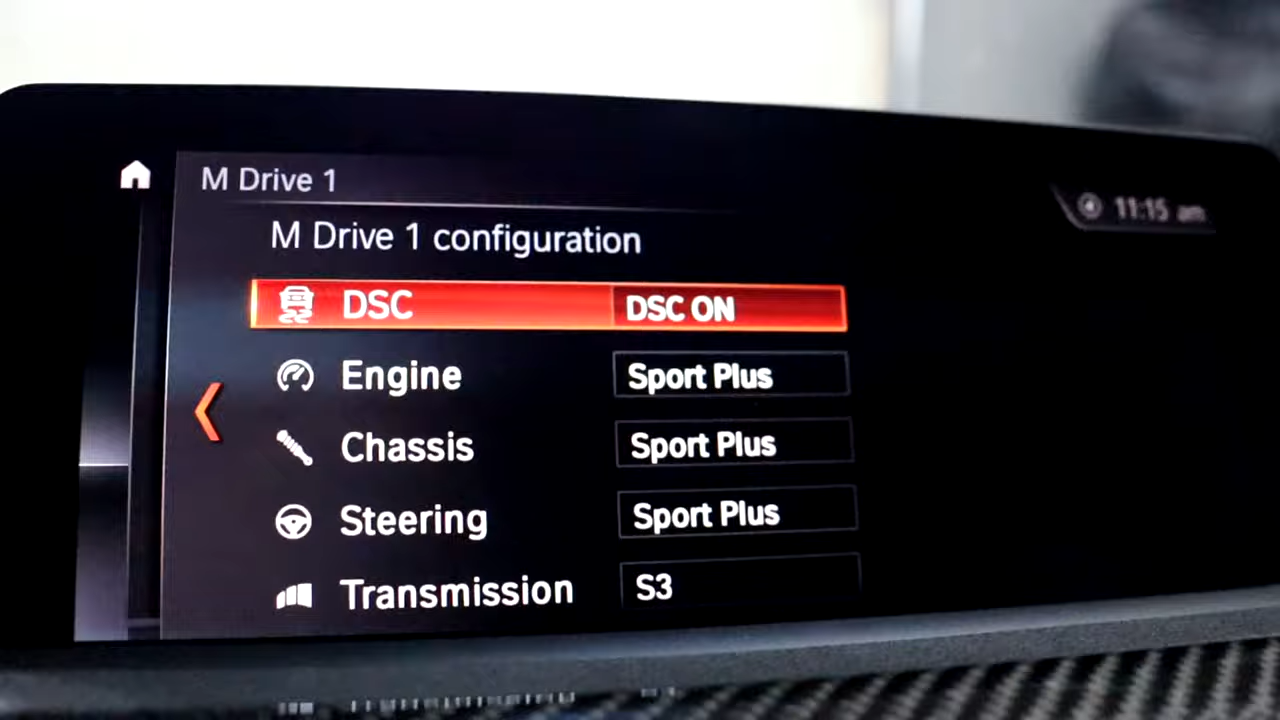 M Drive 1
11:15 am
M Drive 1 configuration
DSC DSC ON
Engine Sport Plus
Chassis Sport Plus
Steering Sport Plus
Transmission S3